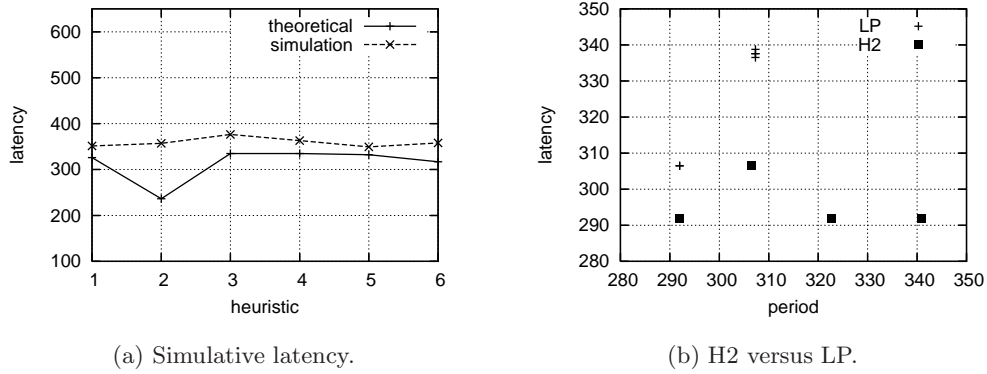 600
500
400
300
200
100
latency
theoretical
simulation
1 2 3 4 5 6
heuristic
(a) Simulative latency.
350
340
330
320
310
300
290
280
latency
LP
H2
280 290 300 310 320 330 340 350
period
(b) H2 versus LP.